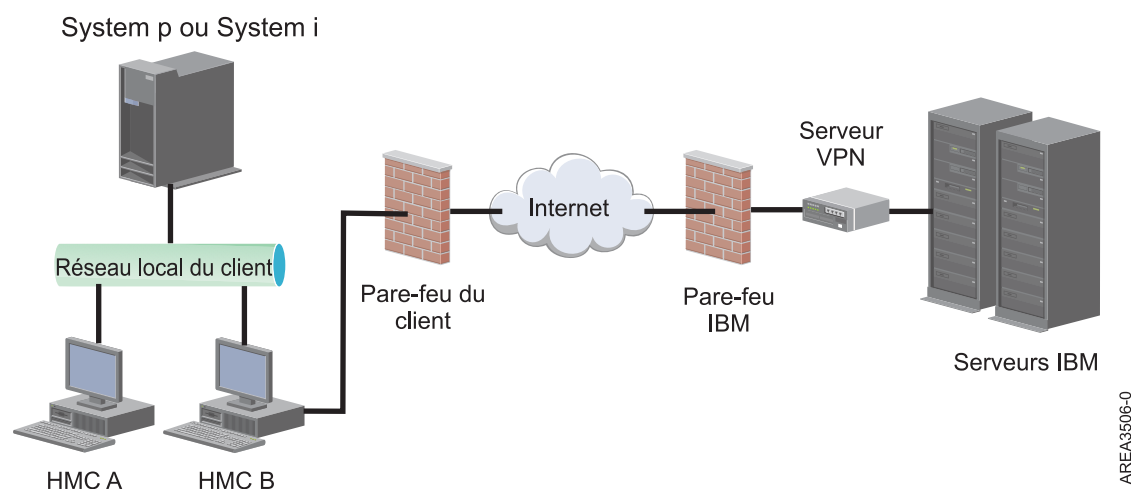 System p ou System i
Réseau local du client
HMC A
HMC B
Pare-feu du
client
Internet
Pare-feu
IBM
Serveur
VPN
Serveurs IBM
AREA3506-0